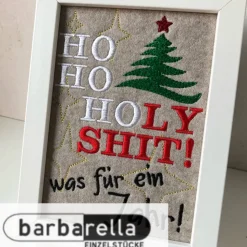 HO
HO
HOLY
SHIT!
was für ein
Jahr!
barbarella
EINZELSTÜCKE